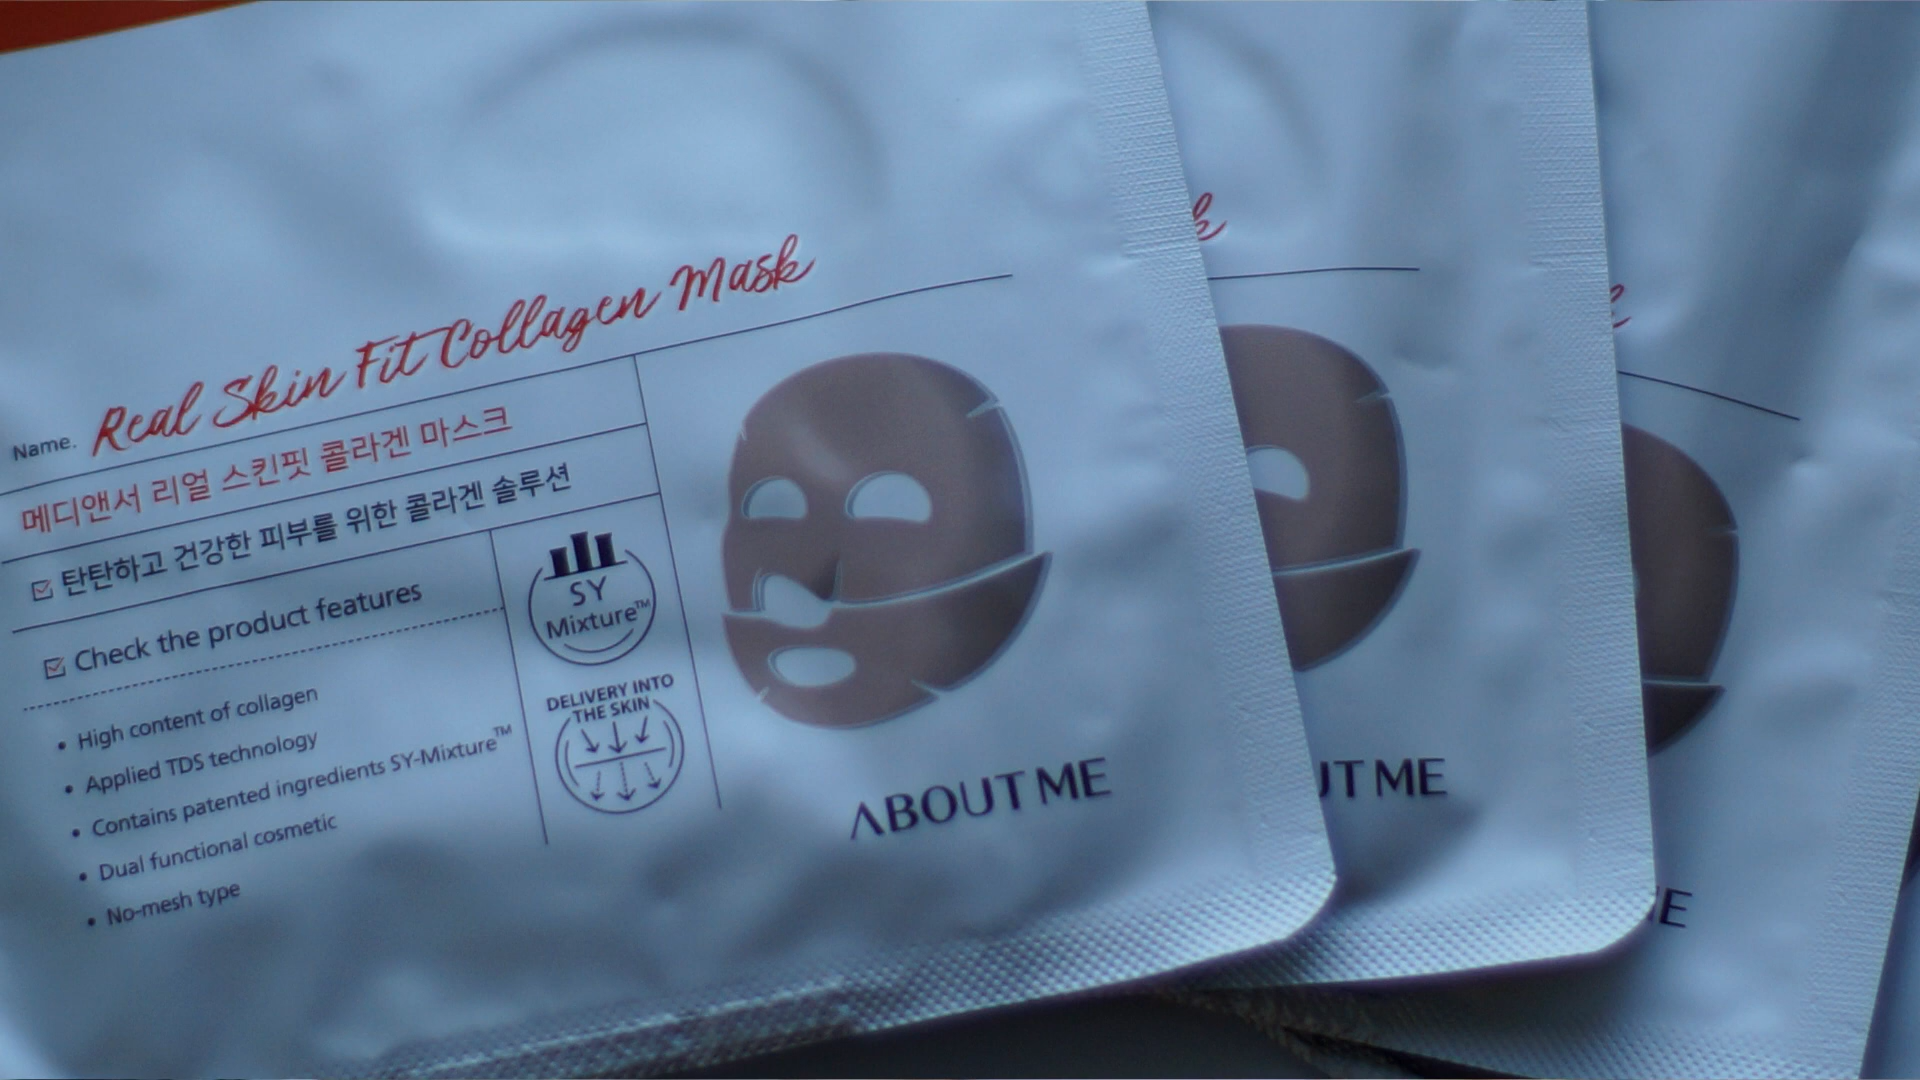 Name. Real Skin Fit Collagen Mask
메디앤서 리얼 스킨핏 콜라겐 마스크
탄탄하고 건강한 피부를 위한 콜라겐 솔루션
Check the product features
• High content of collagen
• Applied TDS technology
• Contains patented ingredients SY-Mixture™
• Dual functional cosmetic
• No-mesh type
SY
Mixture™
DELIVERY INTO
THE SKIN
ABOUT ME
k
UT ME
k
ME